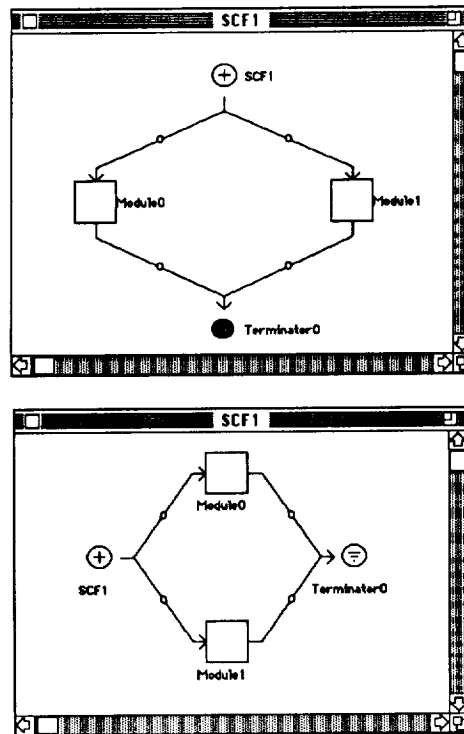 SCF1
SCF1
Module0
Module1
Terminator0
SCF1
Module0
SCF1
Terminator0
Module1